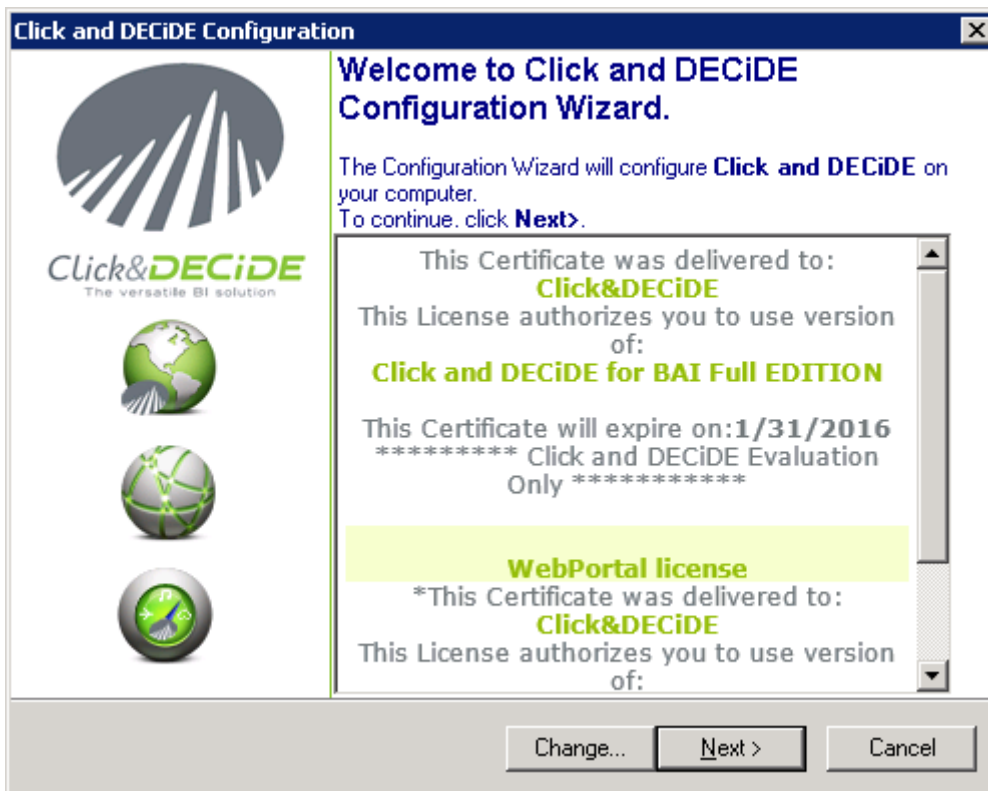 Click and DECiDE Configuration
Welcome to Click and DECiDE
Configuration Wizard.
The Configuration Wizard will configure Click and DECiDE on
your computer.
To continue. click Next>.
Click&DECiDE
The versatile BI solution
This Certificate was delivered to:
Click&DECiDE
This License authorizes you to use version
of:
Click and DECiDE for BAI Full EDITION
This Certificate will expire on:1/31/2016
********* Click and DECiDE Evaluation
Only ***********
WebPortal license
*This Certificate was delivered to:
Click&DECiDE
This License authorizes you to use version
of:
Change...
Next >
Cancel